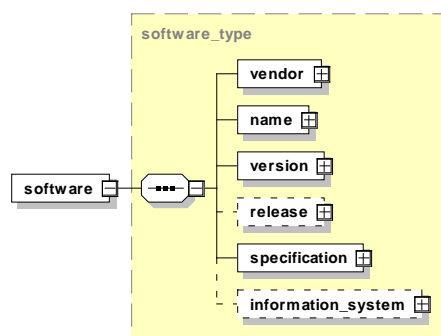 software_type
vendor
name
version
software
release
specification
information_system